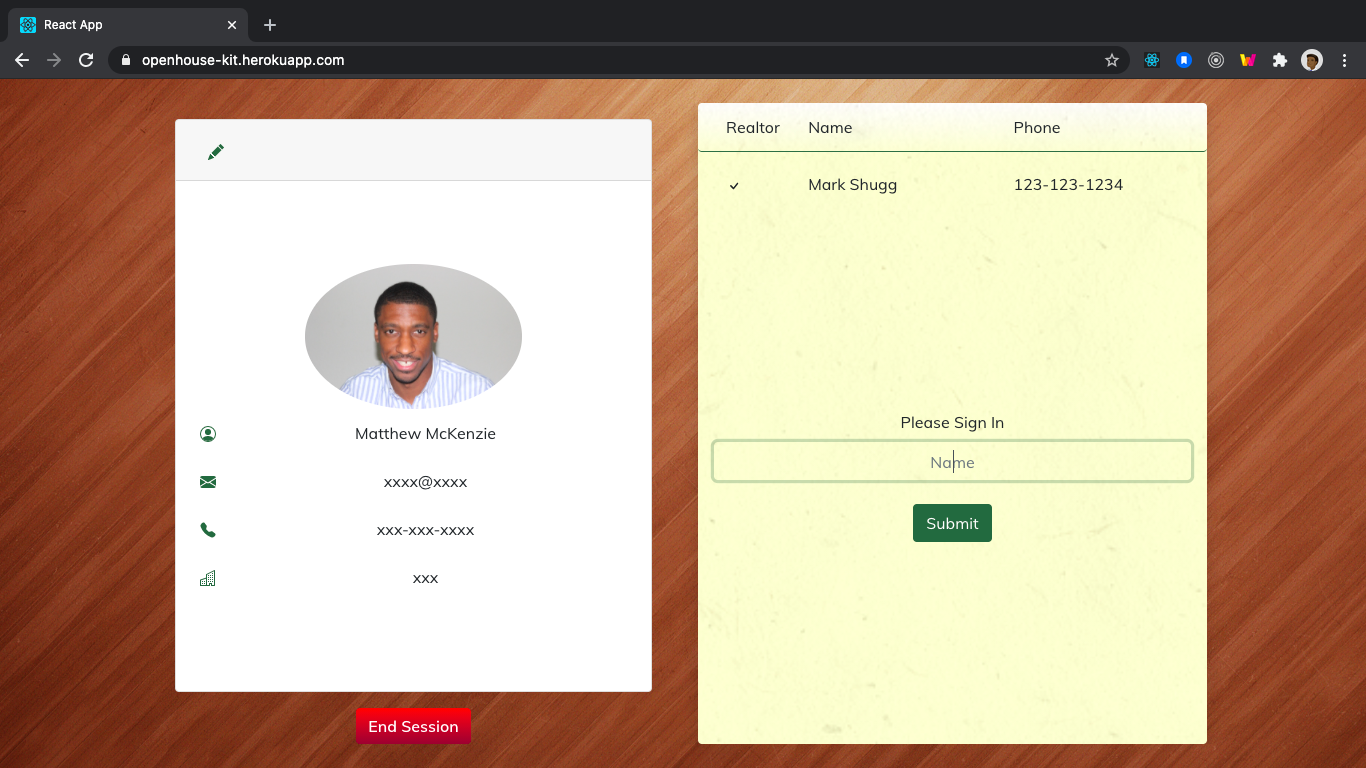 React App
openhouse-kit.herokuapp.com
Matthew McKenzie
xxxx@xxxx
xxx-xxx-xxxx
xxx
End Session
Realtor Name Phone
Mark Shugg 123-123-1234
Please Sign In
Name
Submit